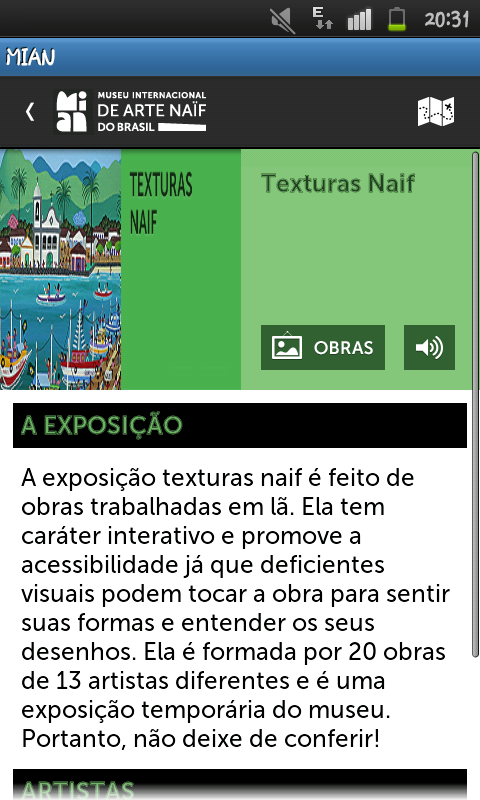 E 20:31
MIAN
Mi an MUSEU INTERNACIONAL
DE ARTE NAÏF
DO BRASIL
TEXTURAS
NAIF
Texturas Naif
OBRAS
A EXPOSIÇÃO
A exposição texturas naif é feito de
obras trabalhadas em lã. Ela tem
caráter interativo e promove a
acessibilidade já que deficientes
visuais podem tocar a obra para sentir
suas formas e entender os seus
desenhos. Ela é formada por 20 obras
de 13 artistas diferentes e é uma
exposição temporária do museu.
Portanto, não deixe de conferir!
ARTISTAS